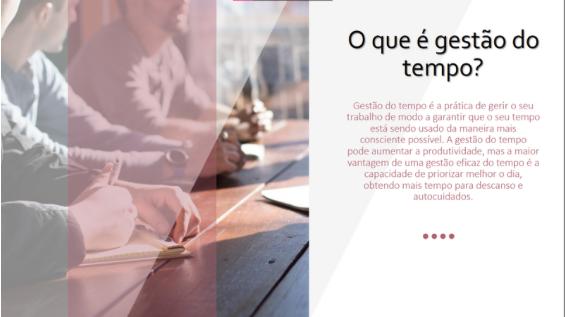 O que é gestão do
tempo?
Gestão do tempo é a prática de gerir o seu
trabalho de modo a garantir que o seu tempo
está sendo usado da maneira mais
consciente possível. A gestão do tempo
pode aumentar a produtividade, mas a maior
vantagem de uma gestão eficaz do tempo é a
capacidade de priorizar melhor o dia,
obtendo mais tempo para descanso e
autocuidados.